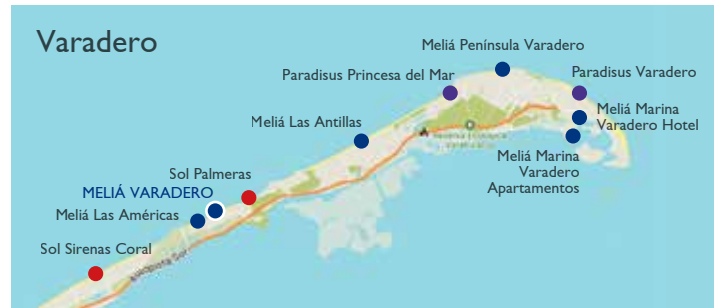 Varadero
Meliá Península Varadero
Paradisus Princesa del Mar
Paradisus Varadero
Meliá Marina
Varadero Hotel
Meliá Las Antillas
Meliá Marina
Varadero
Apartamentos
Sol Palmeras
MELIÁ VARADERO
Meliá Las Américas
Sol Sirenas Coral
Autopista Sur